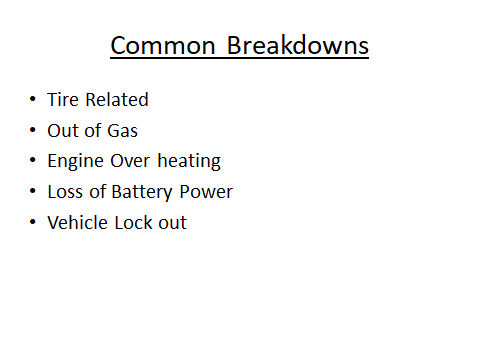 Common Breakdowns
• Tire Related
• Out of Gas
• Engine Over heating
• Loss of Battery Power
• Vehicle Lock out